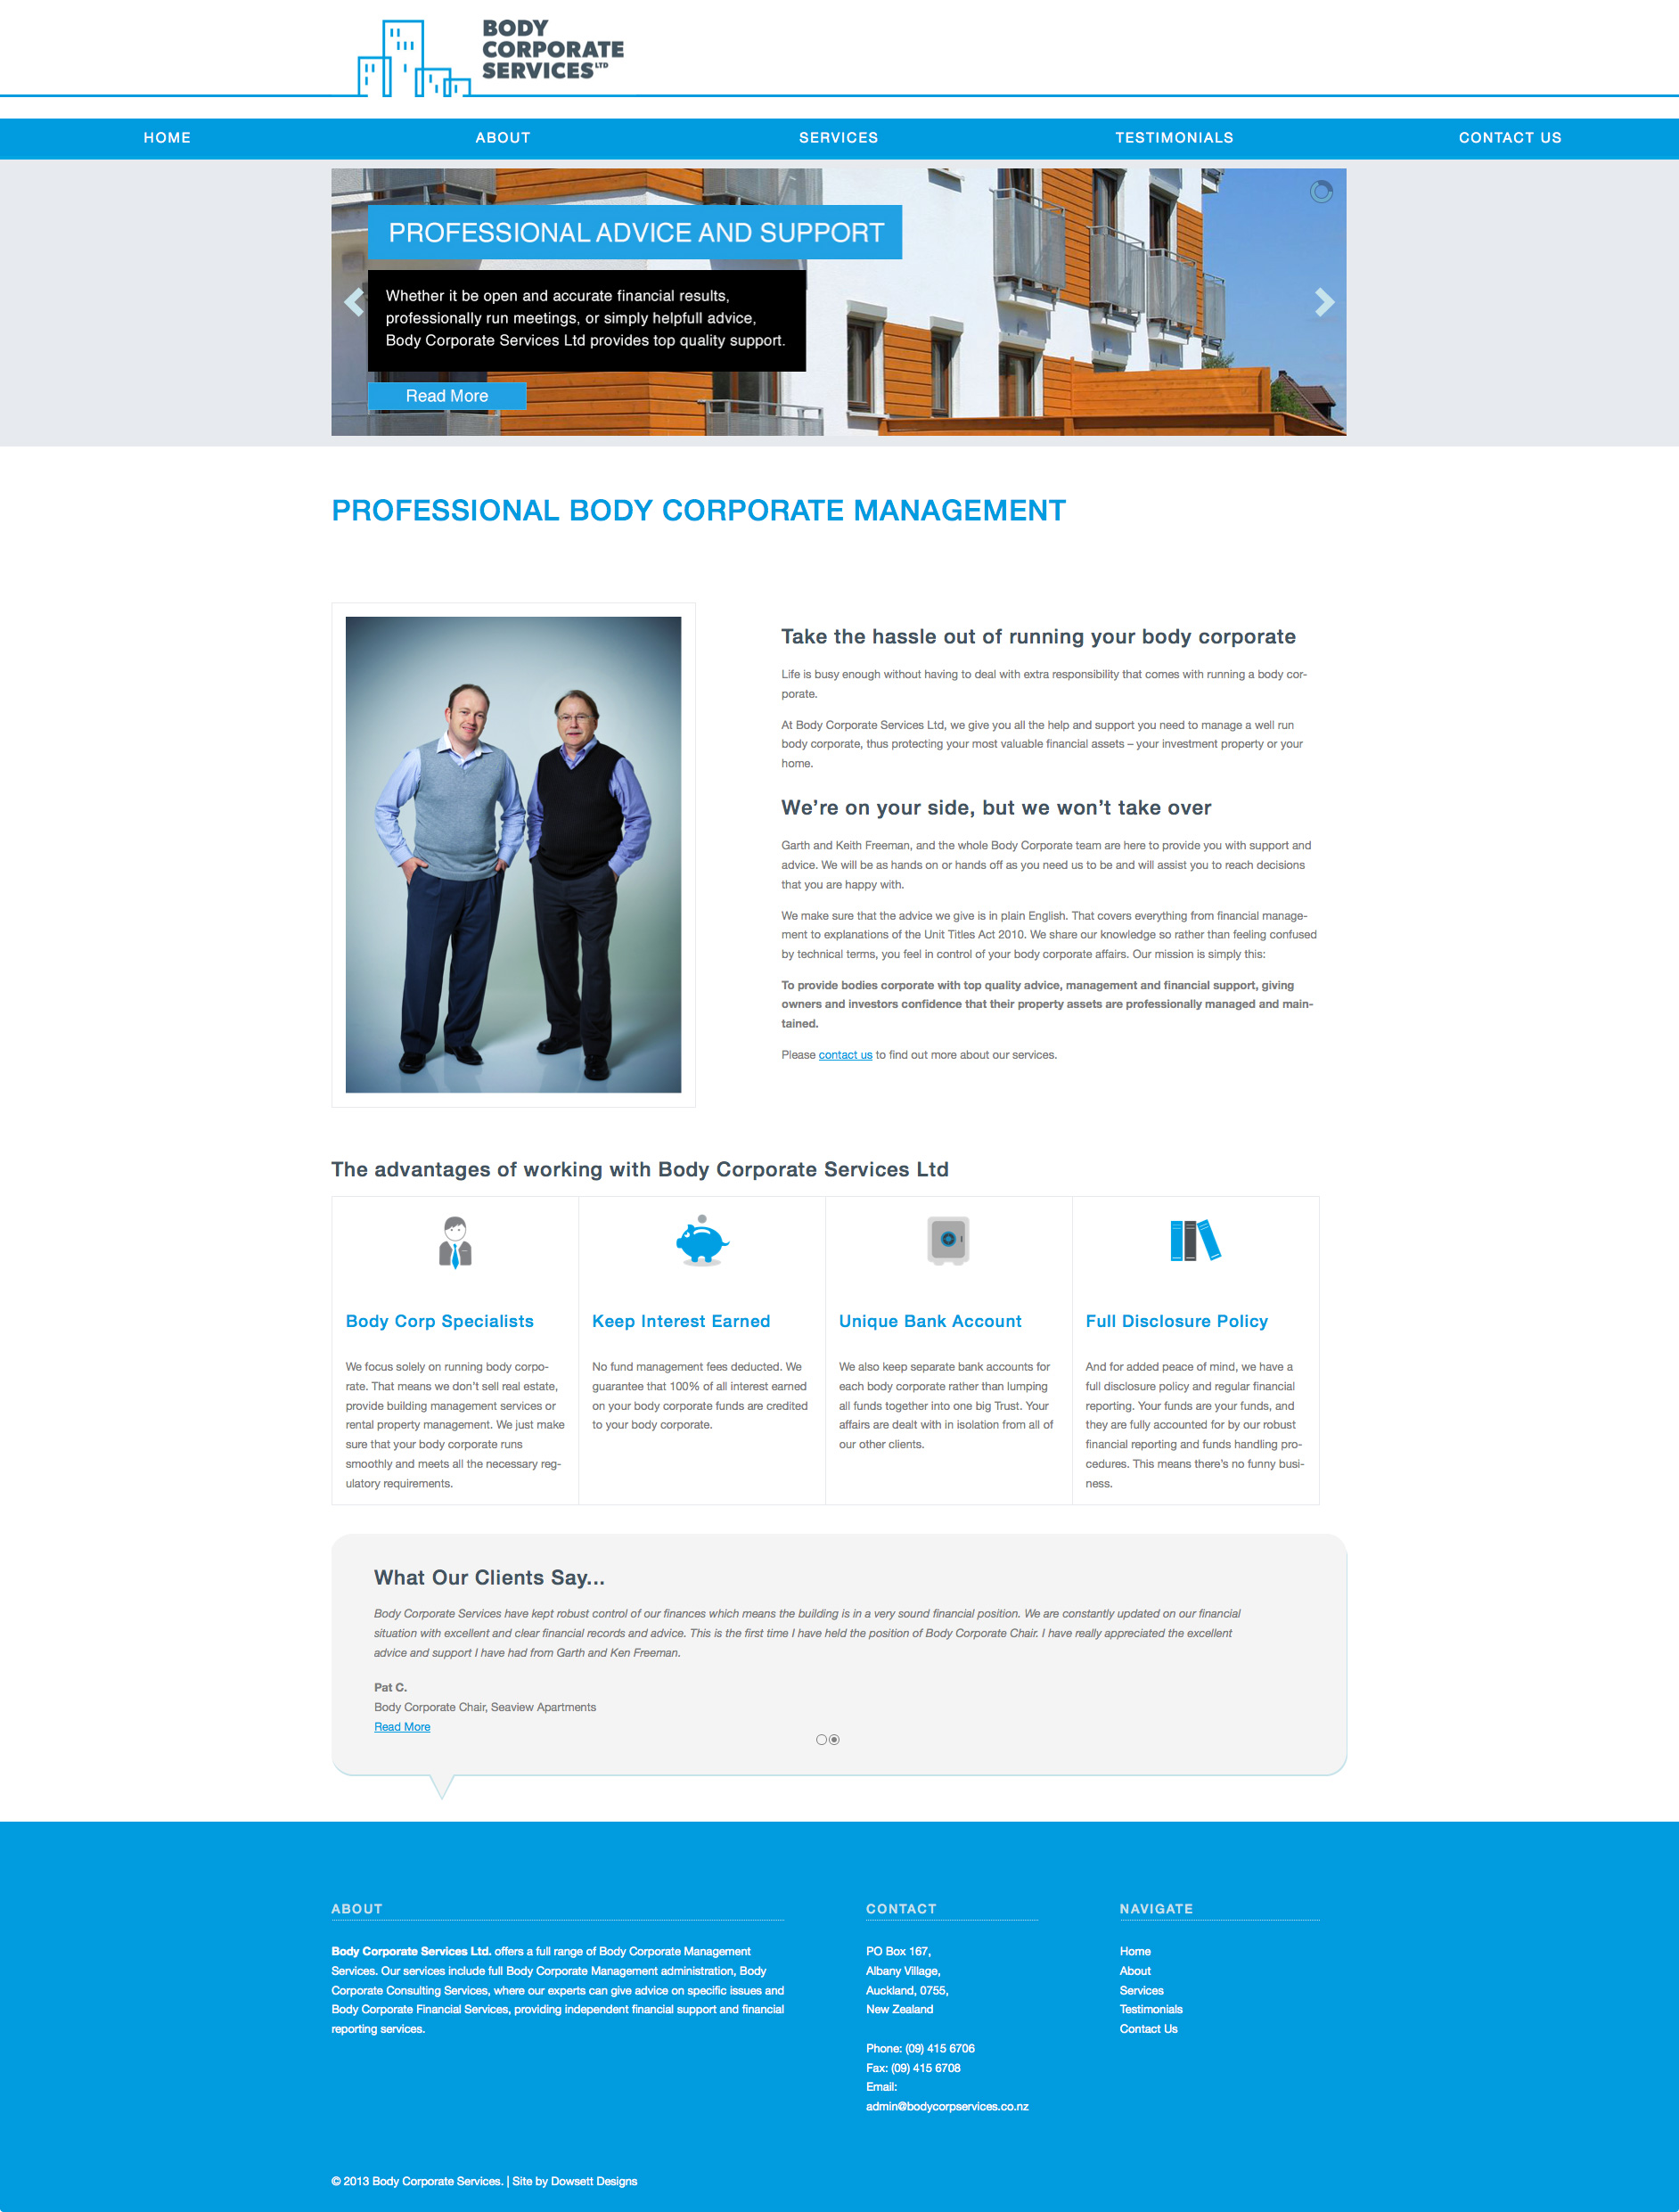 BODY
CORPORATE
SERVICES LTD
HOME
ABOUT
SERVICES
TESTIMONIALS
CONTACT US
PROFESSIONAL ADVICE AND SUPPORT
Whether it be open and accurate financial results,
professionally run meetings, or simply helpfull advice,
Body Corporate Services Ltd provides top quality support.
Read More
PROFESSIONAL BODY CORPORATE MANAGEMENT
Take the hassle out of running your body corporate
Life is busy enough without having to deal with extra responsibility that comes with running a body cor-
porate.
At Body Corporate Services Ltd, we give you all the help and support you need to manage a well run
body corporate, thus protecting your most valuable financial assets – your investment property or your
home.
We're on your side, but we won't take over
Garth and Keith Freeman, and the whole Body Corporate team are here to provide you with support and
advice. We will be as hands on or hands off as you need us to be and will assist you to reach decisions
that you are happy with.
We make sure that the advice we give is in plain English. That covers everything from financial manage-
ment to explanations of the Unit Titles Act 2010. We share our knowledge so rather than feeling confused
by technical terms, you feel in control of your body corporate affairs. Our mission is simply this:
To provide bodies corporate with top quality advice, management and financial support, giving
owners and investors confidence that their property assets are professionally managed and main-
tained.
Please contact us to find out more about our services.
The advantages of working with Body Corporate Services Ltd
Body Corp Specialists
We focus solely on running body corpo-
rate. That means we don't sell real estate,
provide building management services or
rental property management. We just make
sure that your body corporate runs
smoothly and meets all the necessary reg-
ulatory requirements.
Keep Interest Earned
No fund management fees deducted. We
guarantee that 100% of all interest earned
on your body corporate funds are credited
to your body corporate.
Unique Bank Account
We also keep separate bank accounts for
each body corporate rather than lumping
all funds together into one big Trust. Your
affairs are dealt with in isolation from all of
our other clients.
Full Disclosure Policy
And for added peace of mind, we have a
full disclosure policy and regular financial
reporting. Your funds are your funds, and
they are fully accounted for by our robust
financial reporting and funds handling pro-
cedures. This means there's no funny busi-
ness.
What Our Clients Say...
Body Corporate Services have kept robust control of our finances which means the building is in a very sound financial position. We are constantly updated on our financial
situation with excellent and clear financial records and advice. This is the first time I have held the position of Body Corporate Chair. I have really appreciated the excellent
advice and support I have had from Garth and Ken Freeman.
Pat C.
Body Corporate Chair, Seaview Apartments
Read More
ABOUT
Body Corporate Services Ltd. offers a full range of Body Corporate Management
Services. Our services include full Body Corporate Management administration, Body
Corporate Consulting Services, where our experts can give advice on specific issues and
Body Corporate Financial Services, providing independent financial support and financial
reporting services.
CONTACT
PO Box 167,
Albany Village,
Auckland, 0755,
New Zealand
Phone: (09) 415 6706
Fax: (09) 415 6708
Email:
admin@bodycorpservices.co.nz
NAVIGATE
Home
About
Services
Testimonials
Contact Us
© 2013 Body Corporate Services. | Site by Dowsett Designs